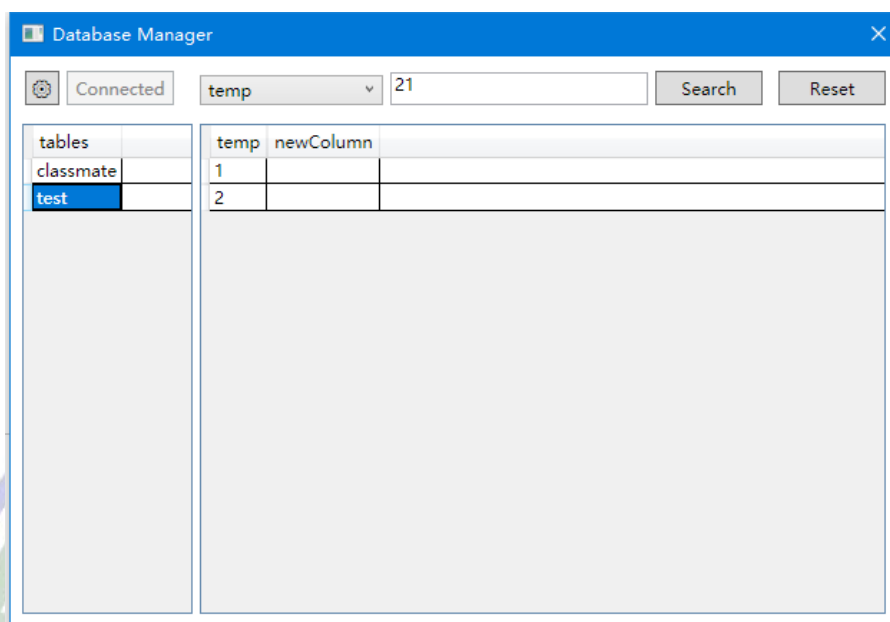 Database Manager
Connected temp 21 Search Reset
tables
classmate
test
temp newColumn
1
2